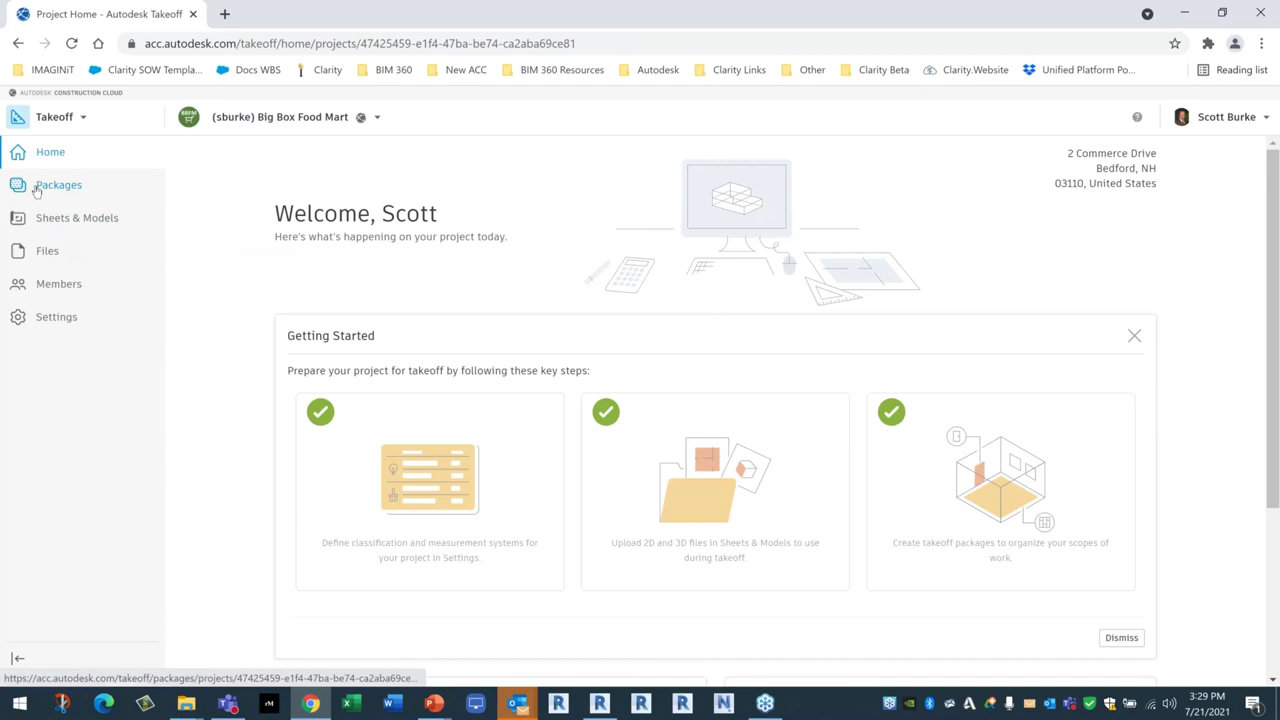 Project Home - Autodesk Takeoff
acc.autodesk.com/takeoff/home/projects/47425459-e1f4-47ba-be74-ca2aba69ce81
IMAGINiT
Clarity SOW Templa...
Docs WBS
Clarity
BIM 360
New ACC
BIM 360 Resources
Autodesk
Clarity Links
Other
Clarity Beta
Clarity.Website
Unified Platform Po...
Reading list
AUTODESK CONSTRUCTION CLOUD
Takeoff
BBFM
(sburke) Big Box Food Mart
Scott Burke
Home
Packages
Sheets & Models
Files
Members
Settings
2 Commerce Drive
Bedford, NH
03110, United States
Welcome, Scott
Here's what's happening on your project today.
Getting Started
Prepare your project for takeoff by following these key steps:
Define classification and measurement systems for
your project in Settings.
Upload 2D and 3D files in Sheets & Models to use
during takeoff.
Create takeoff packages to organize your scopes of
work.
Dismiss
https://acc.autodesk.com/takeoff/packages/projects/47425459-e1f4-47ba-be74-ca2aba69ce...
rM
3:29 PM
7/21/2021